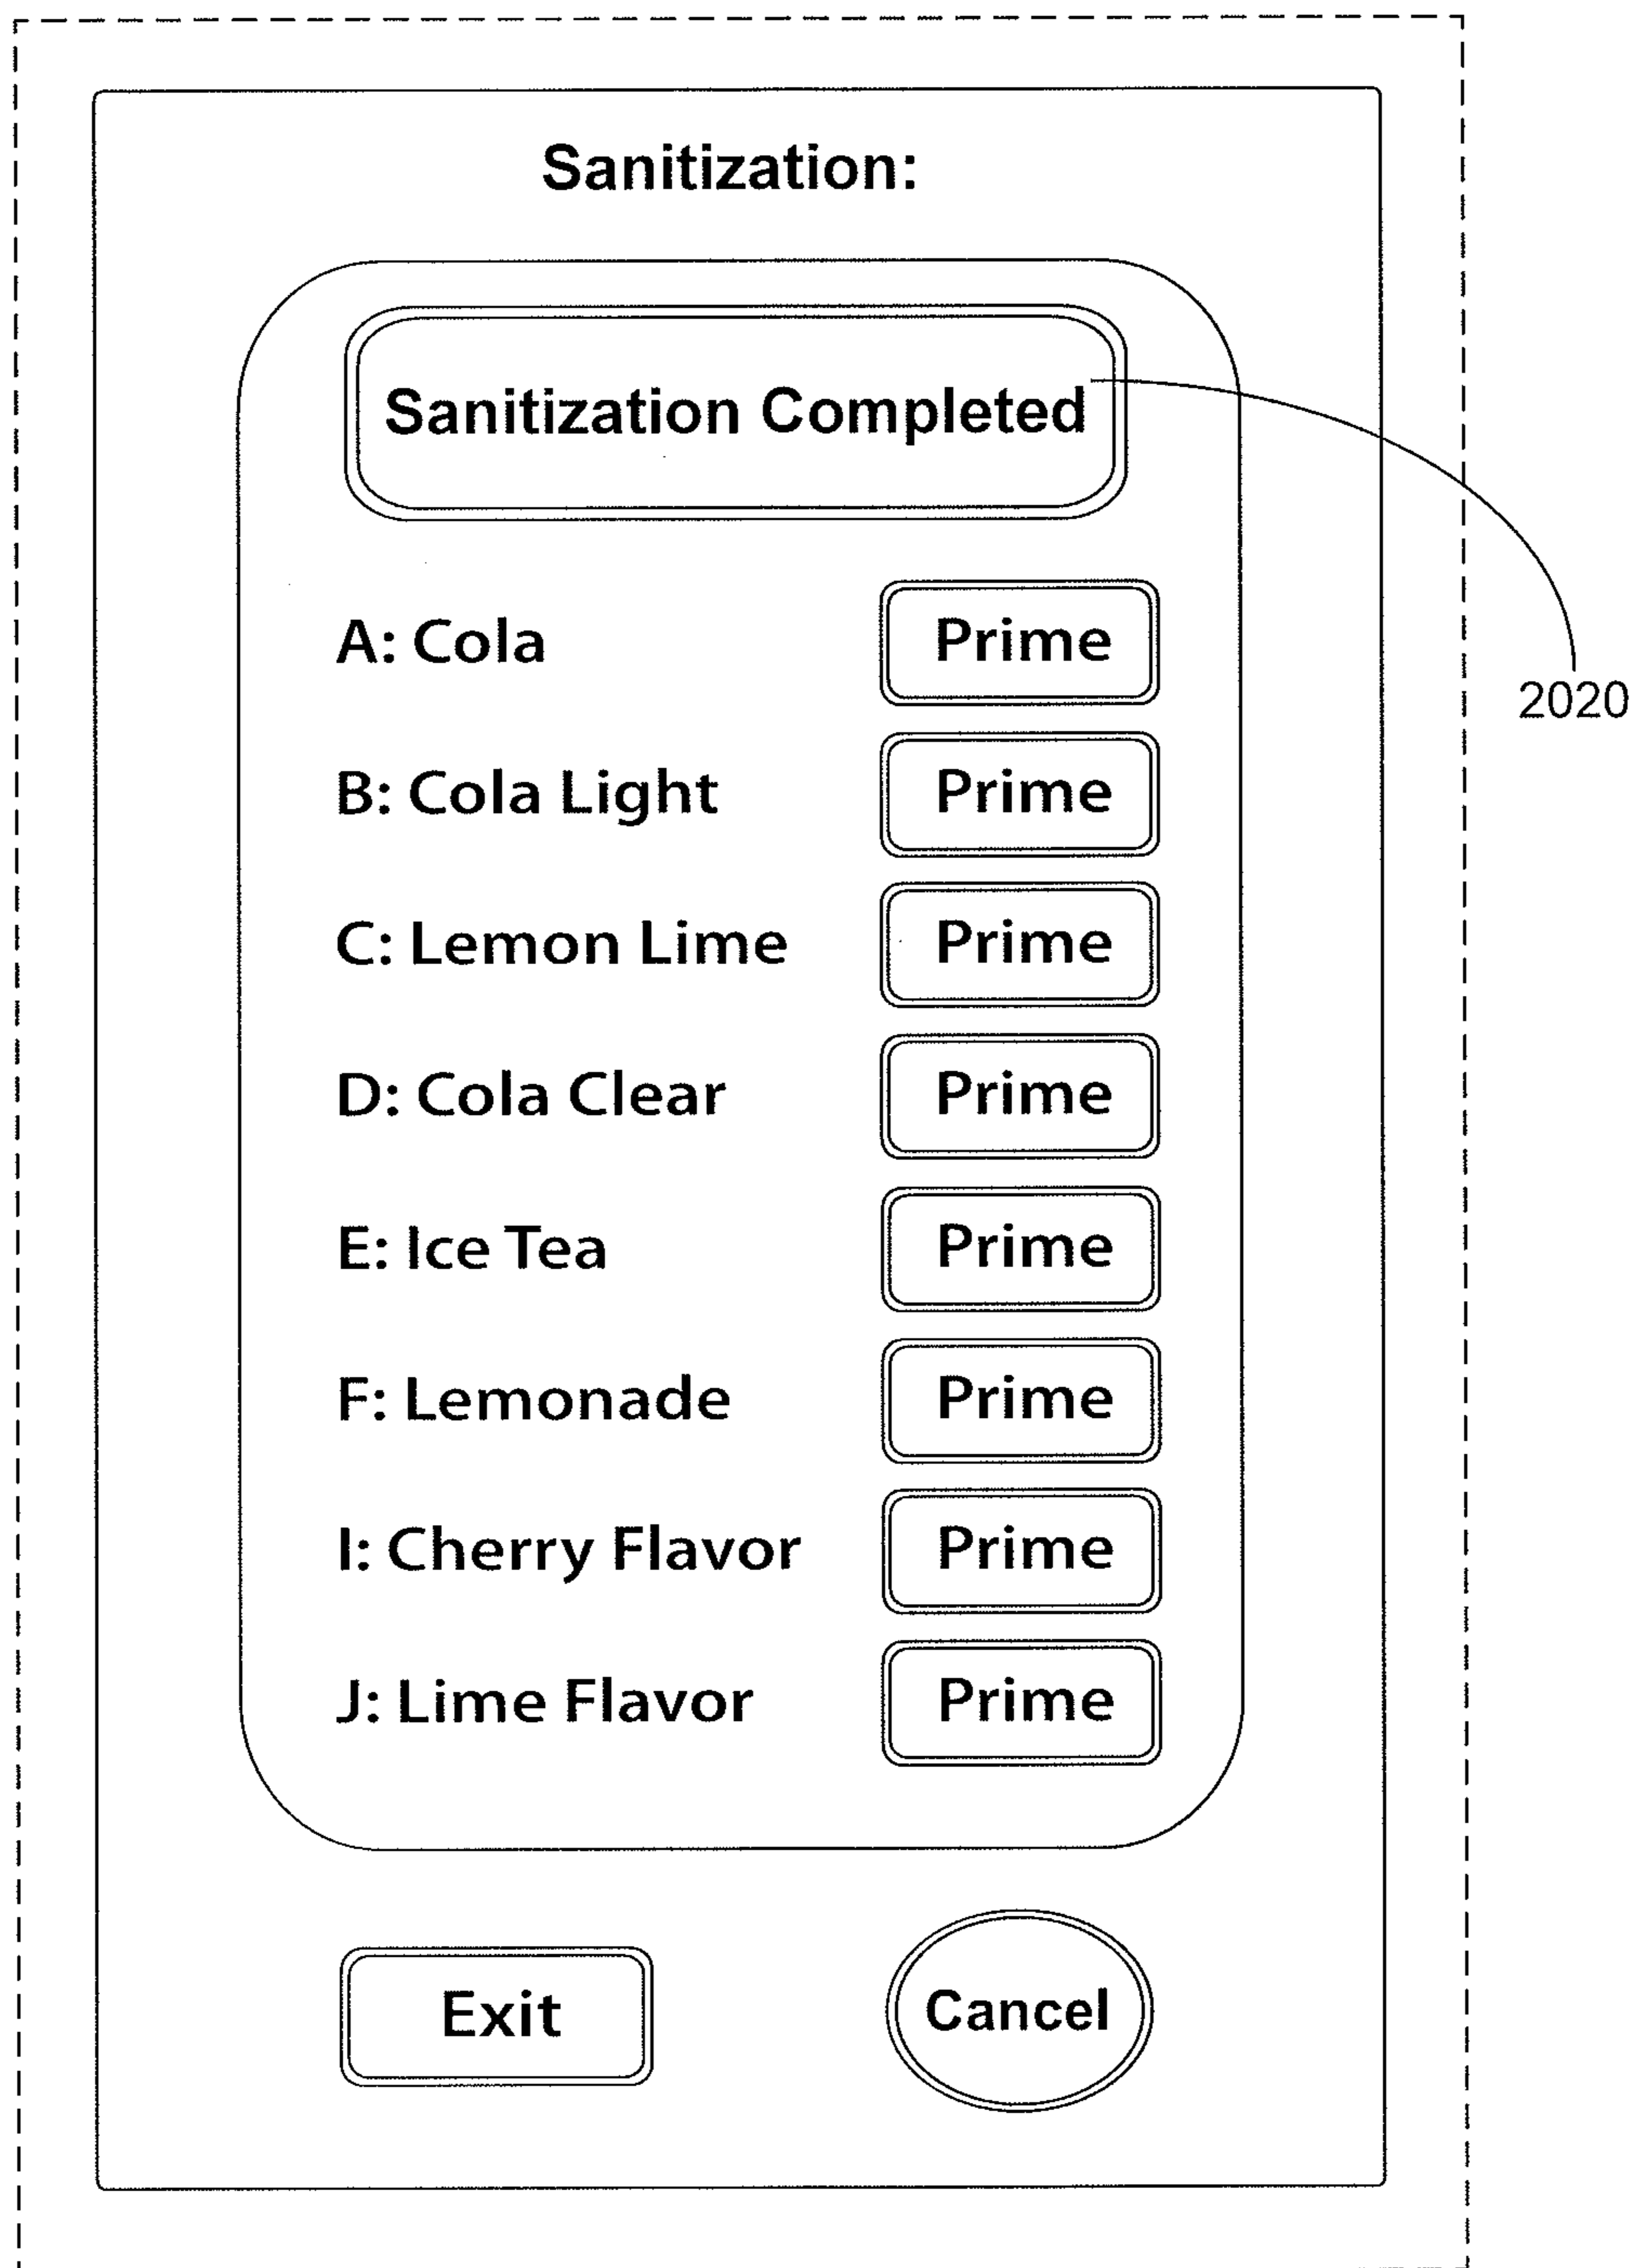 Sanitization:
Sanitization Completed
A: Cola Prime
2020
B: Cola Light Prime
C: Lemon Lime Prime
D: Cola Clear Prime
E: Ice Tea Prime
F: Lemonade Prime
I: Cherry Flavor Prime
J: Lime Flavor Prime
Exit Cancel